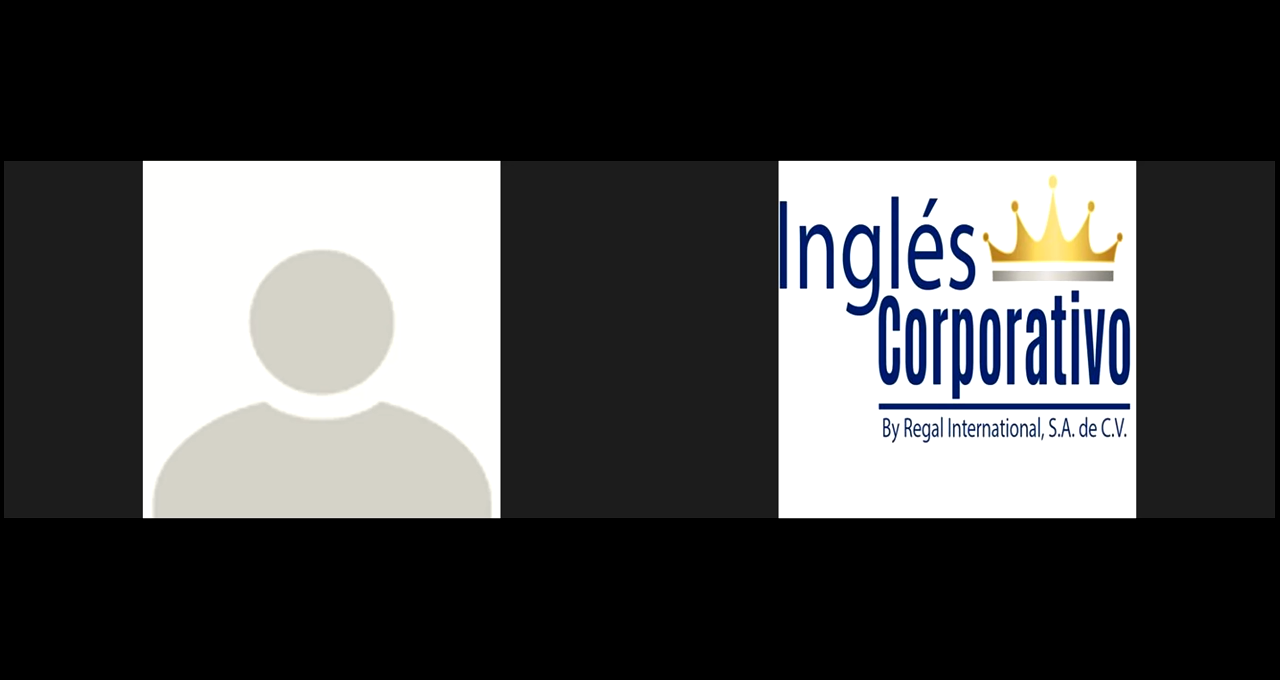 Inglés
Corporativo
By Regal International, S.A. de C.V.